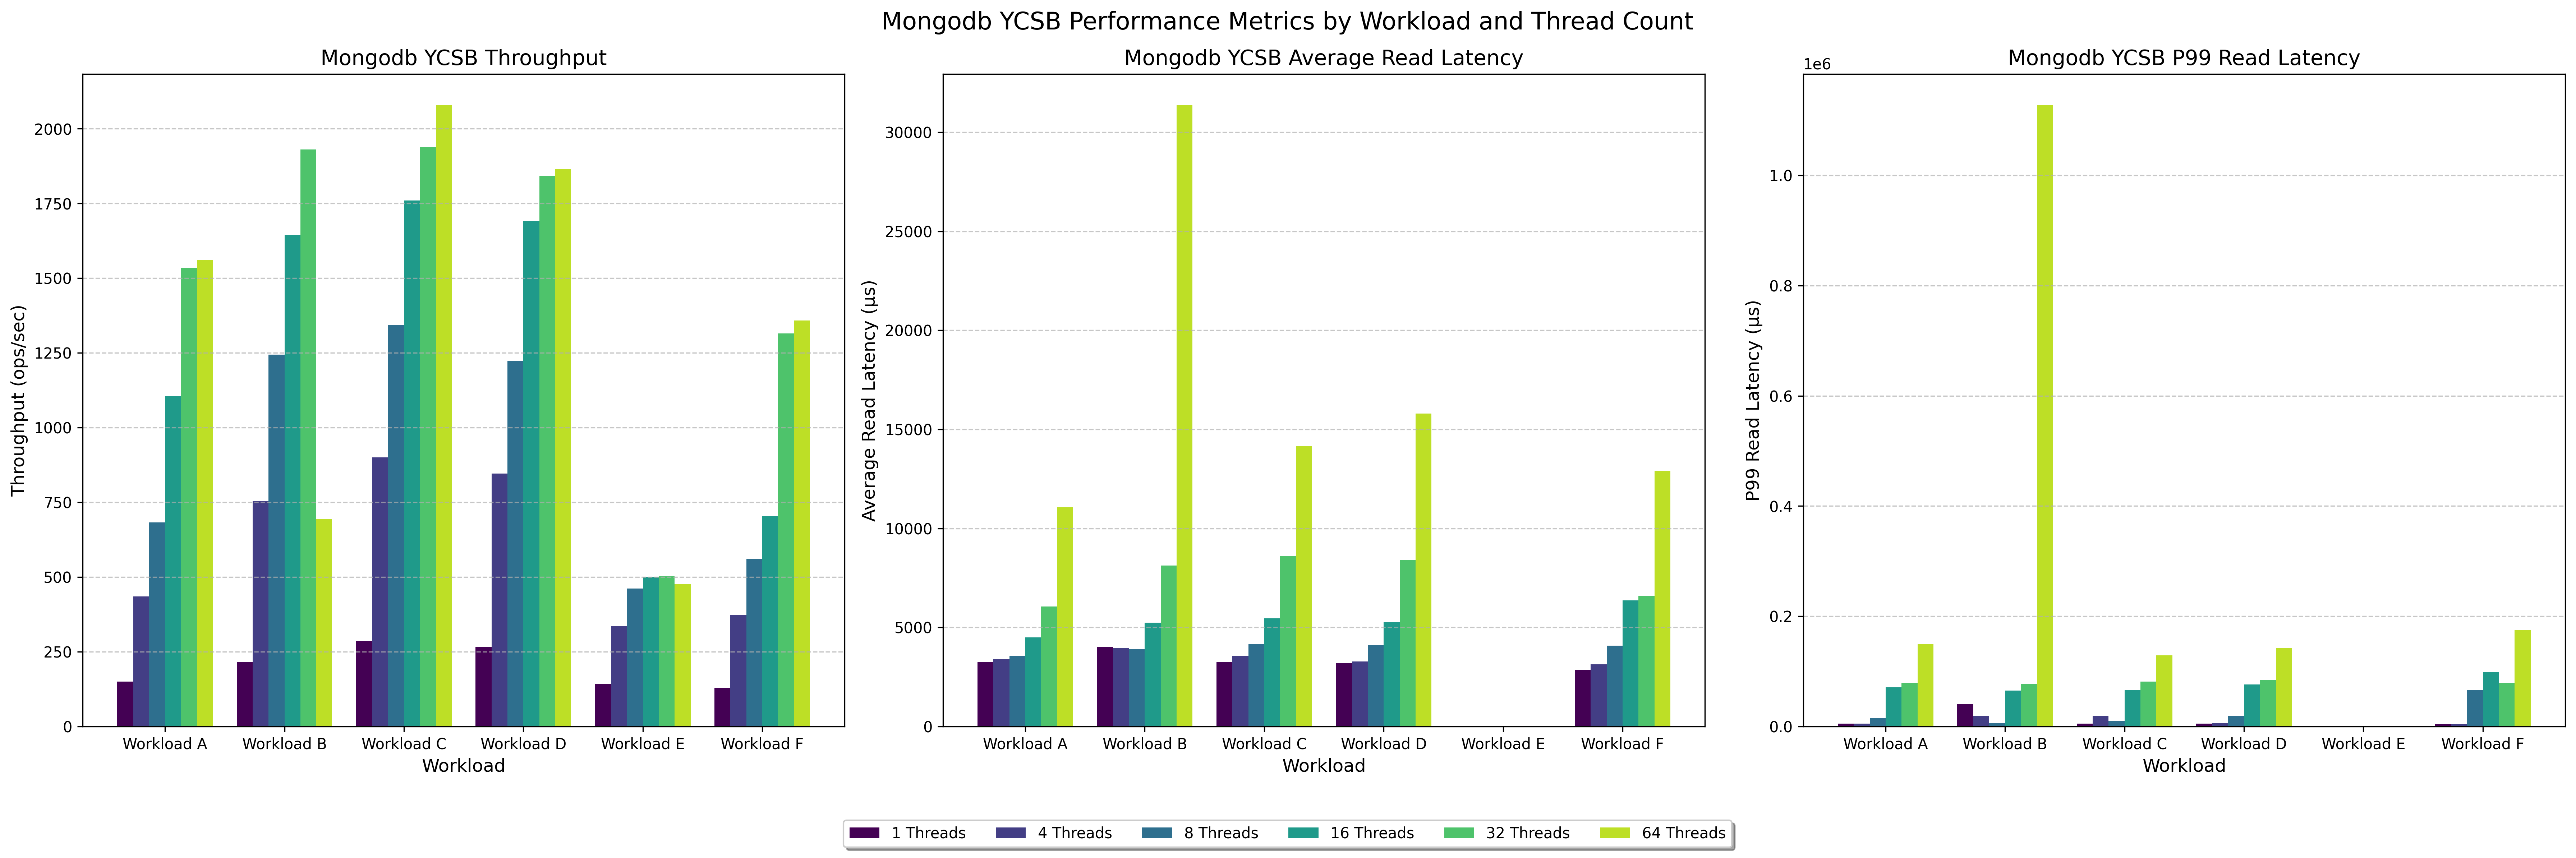 Mongodb YCSB Performance Metrics by Workload and Thread Count
Mongodb YCSB Throughput
Throughput (ops/sec)
2000
1750
1500
1250
1000
750
500
250
0
Workload A Workload B Workload C Workload D Workload E Workload F
Workload
Mongodb YCSB Average Read Latency
Average Read Latency (μs)
30000
25000
20000
15000
10000
5000
0
Workload A Workload B Workload C Workload D Workload E Workload F
Workload
Mongodb YCSB P99 Read Latency
1e6
P99 Read Latency (μs)
1.0
0.8
0.6
0.4
0.2
0.0
Workload A Workload B Workload C Workload D Workload E Workload F
Workload
1 Threads 4 Threads 8 Threads 16 Threads 32 Threads 64 Threads